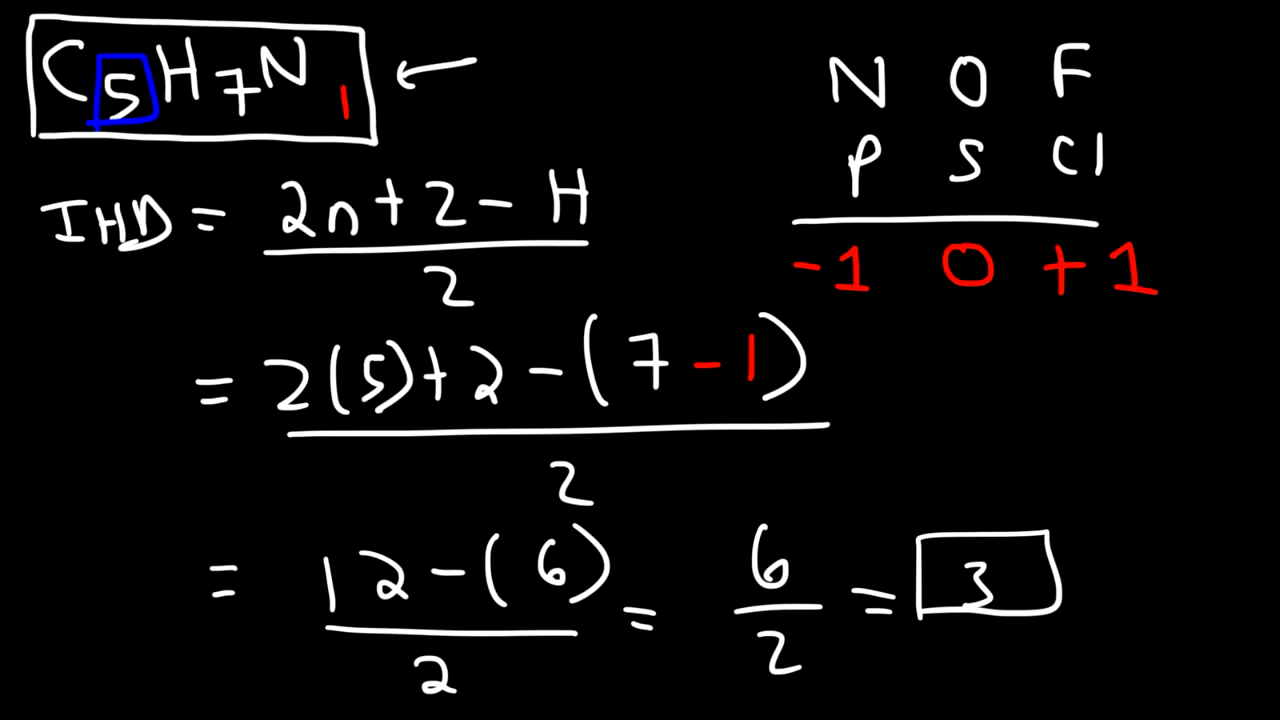 C5H7N1
N O F
P S Cl
-1 0 +1
IHD = 2n+2-H
2
= 2(5)+2-(7-1)
2
= 12-(6) = 6 = 3
2 2